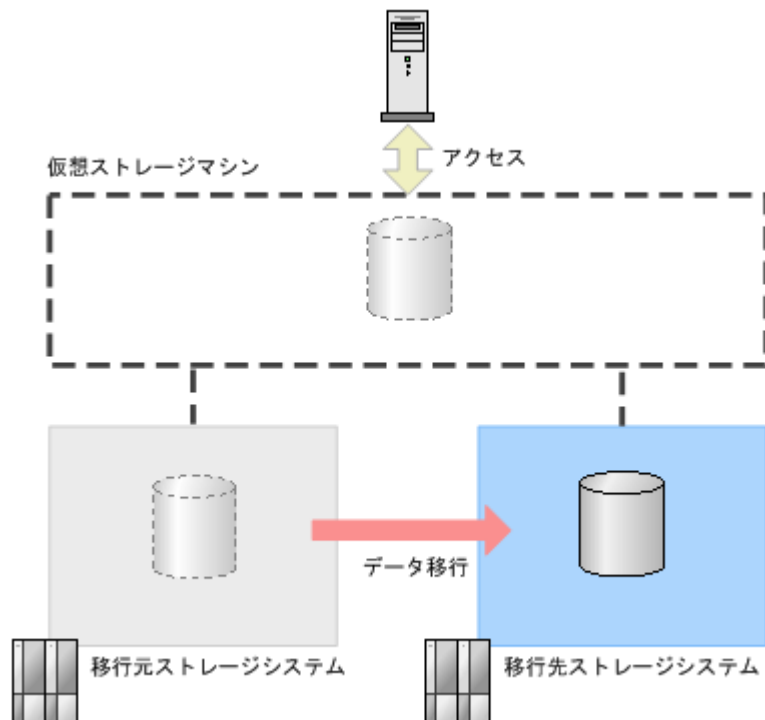 アクセス
仮想ストレージマシン
データ移行
移行元ストレージシステム
移行先ストレージシステム